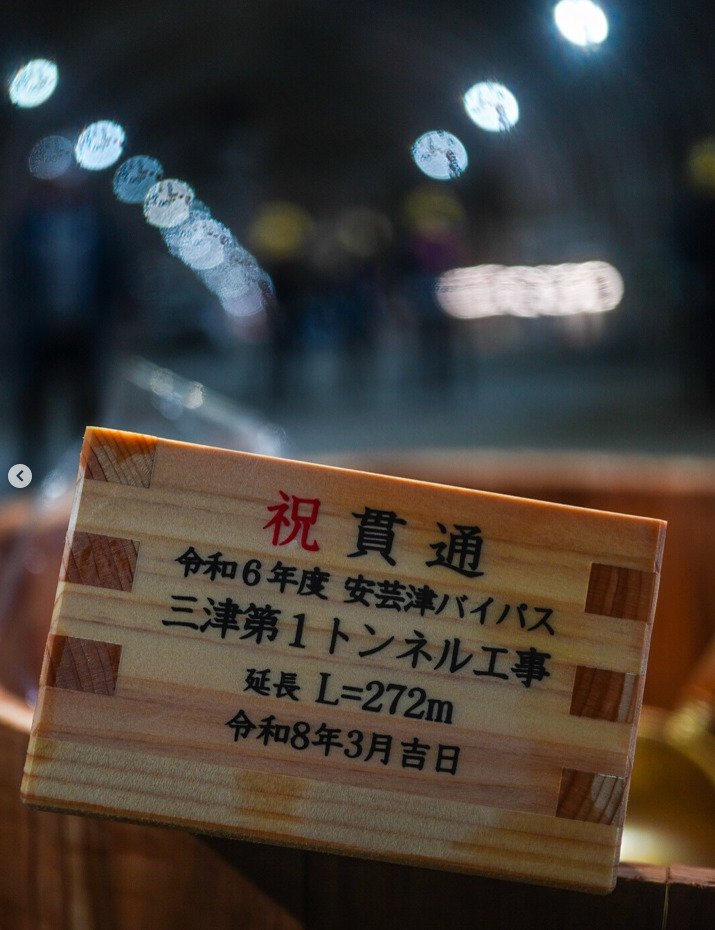 祝 貫通
令和6年度 安芸津バイパス
三津第1トンネル工事
延長 L=272m
令和8年3月吉日